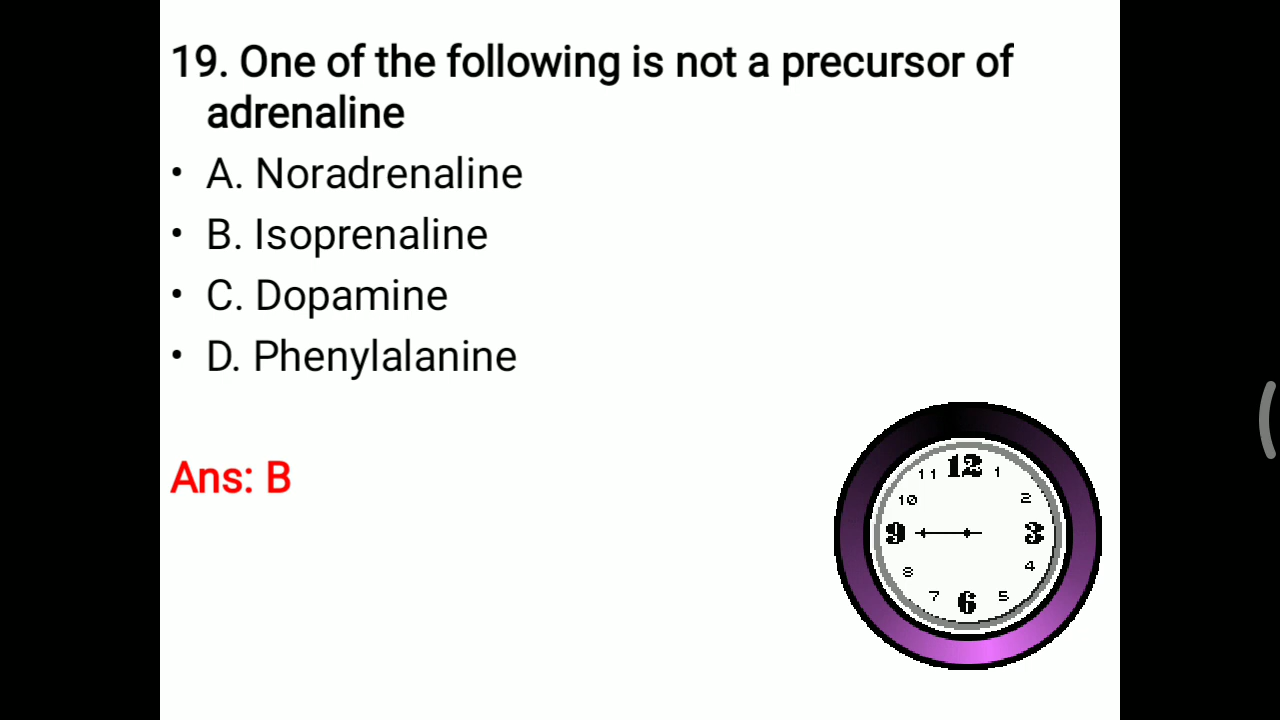 19. One of the following is not a precursor of
adrenaline
• A. Noradrenaline
• B. Isoprenaline
• C. Dopamine
• D. Phenylalanine
Ans: B
12
11 1
10 2
9 3
8 4
7 5
6